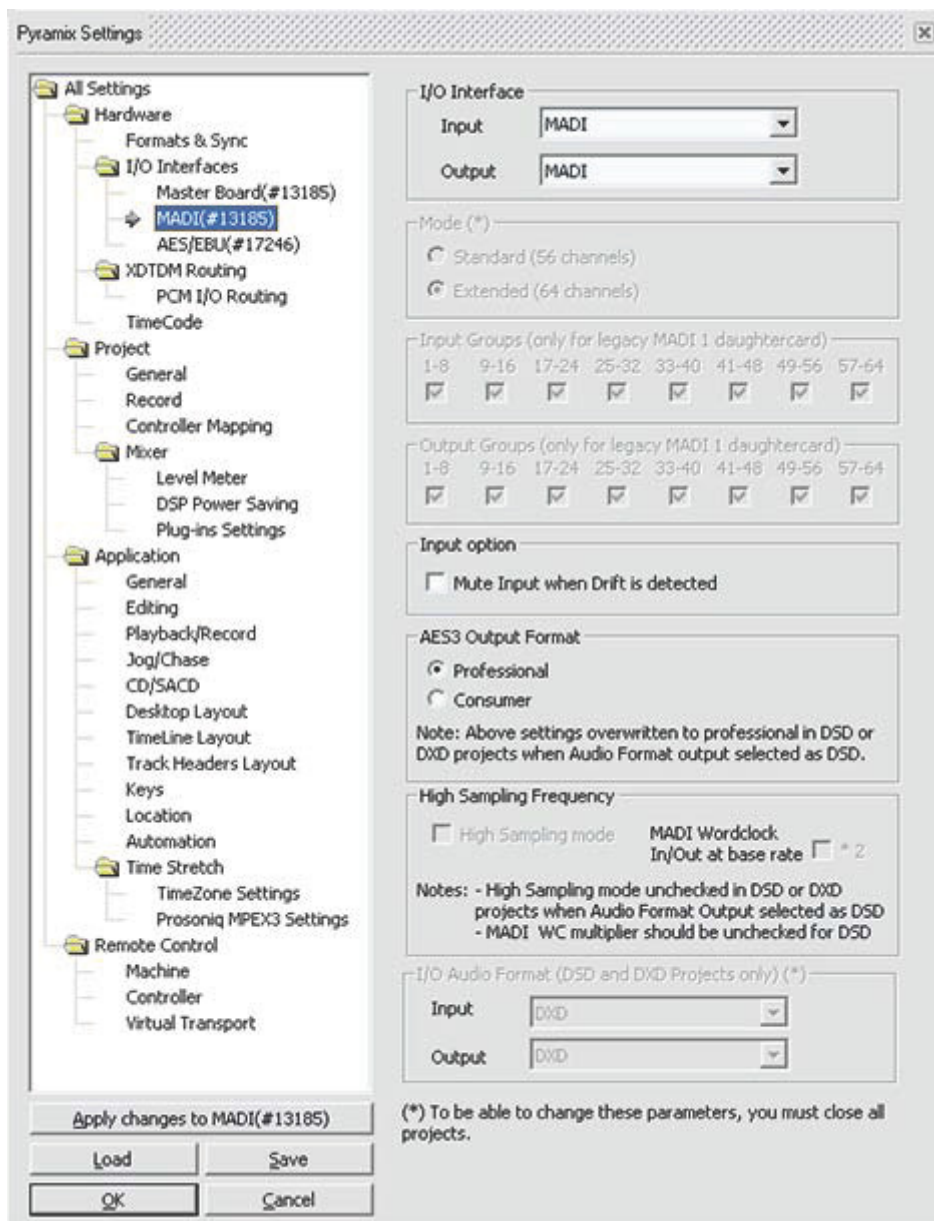 Pyramix Settings
All Settings
Hardware
Formats & Sync
I/O Interfaces
Master Board(#13185)
MADI(#13185)
AES/EBU(#17246)
XDTDM Routing
PCM I/O Routing
TimeCode
Project
General
Record
Controller Mapping
Mixer
Level Meter
DSP Power Saving
Plug-ins Settings
Application
General
Editing
Playback/Record
Jog/Chase
CD/SACD
Desktop Layout
TimeLine Layout
Track Headers Layout
Keys
Location
Automation
Time Stretch
TimeZone Settings
Prosoniq MPEX3 Settings
Remote Control
Machine
Controller
Virtual Transport
Apply changes to MADI(#13185)
Load Save
OK Cancel
I/O Interface
Input MADI
Output MADI
Mode (*)
Standard (56 channels)
Extended (64 channels)
Input Groups (only for legacy MADI 1 daughtercard)
1-8 9-16 17-24 25-32 33-40 41-48 49-56 57-64
Output Groups (only for legacy MADI 1 daughtercard)
1-8 9-16 17-24 25-32 33-40 41-48 49-56 57-64
Input option
Mute Input when Drift is detected
AES3 Output Format
Professional
Consumer
Note: Above settings overwritten to professional in DSD or
DXD projects when Audio Format output selected as DSD.
High Sampling Frequency
High Sampling mode
MADI Wordclock
In/Out at base rate * 2
Notes: - High Sampling mode unchecked in DSD or DXD
projects when Audio Format Output selected as DSD
- MADI WC multiplier should be unchecked for DSD
I/O Audio Format (DSD and DXD Projects only) (*)
Input DXD
Output DXD
(*) To be able to change these parameters, you must close all
projects.